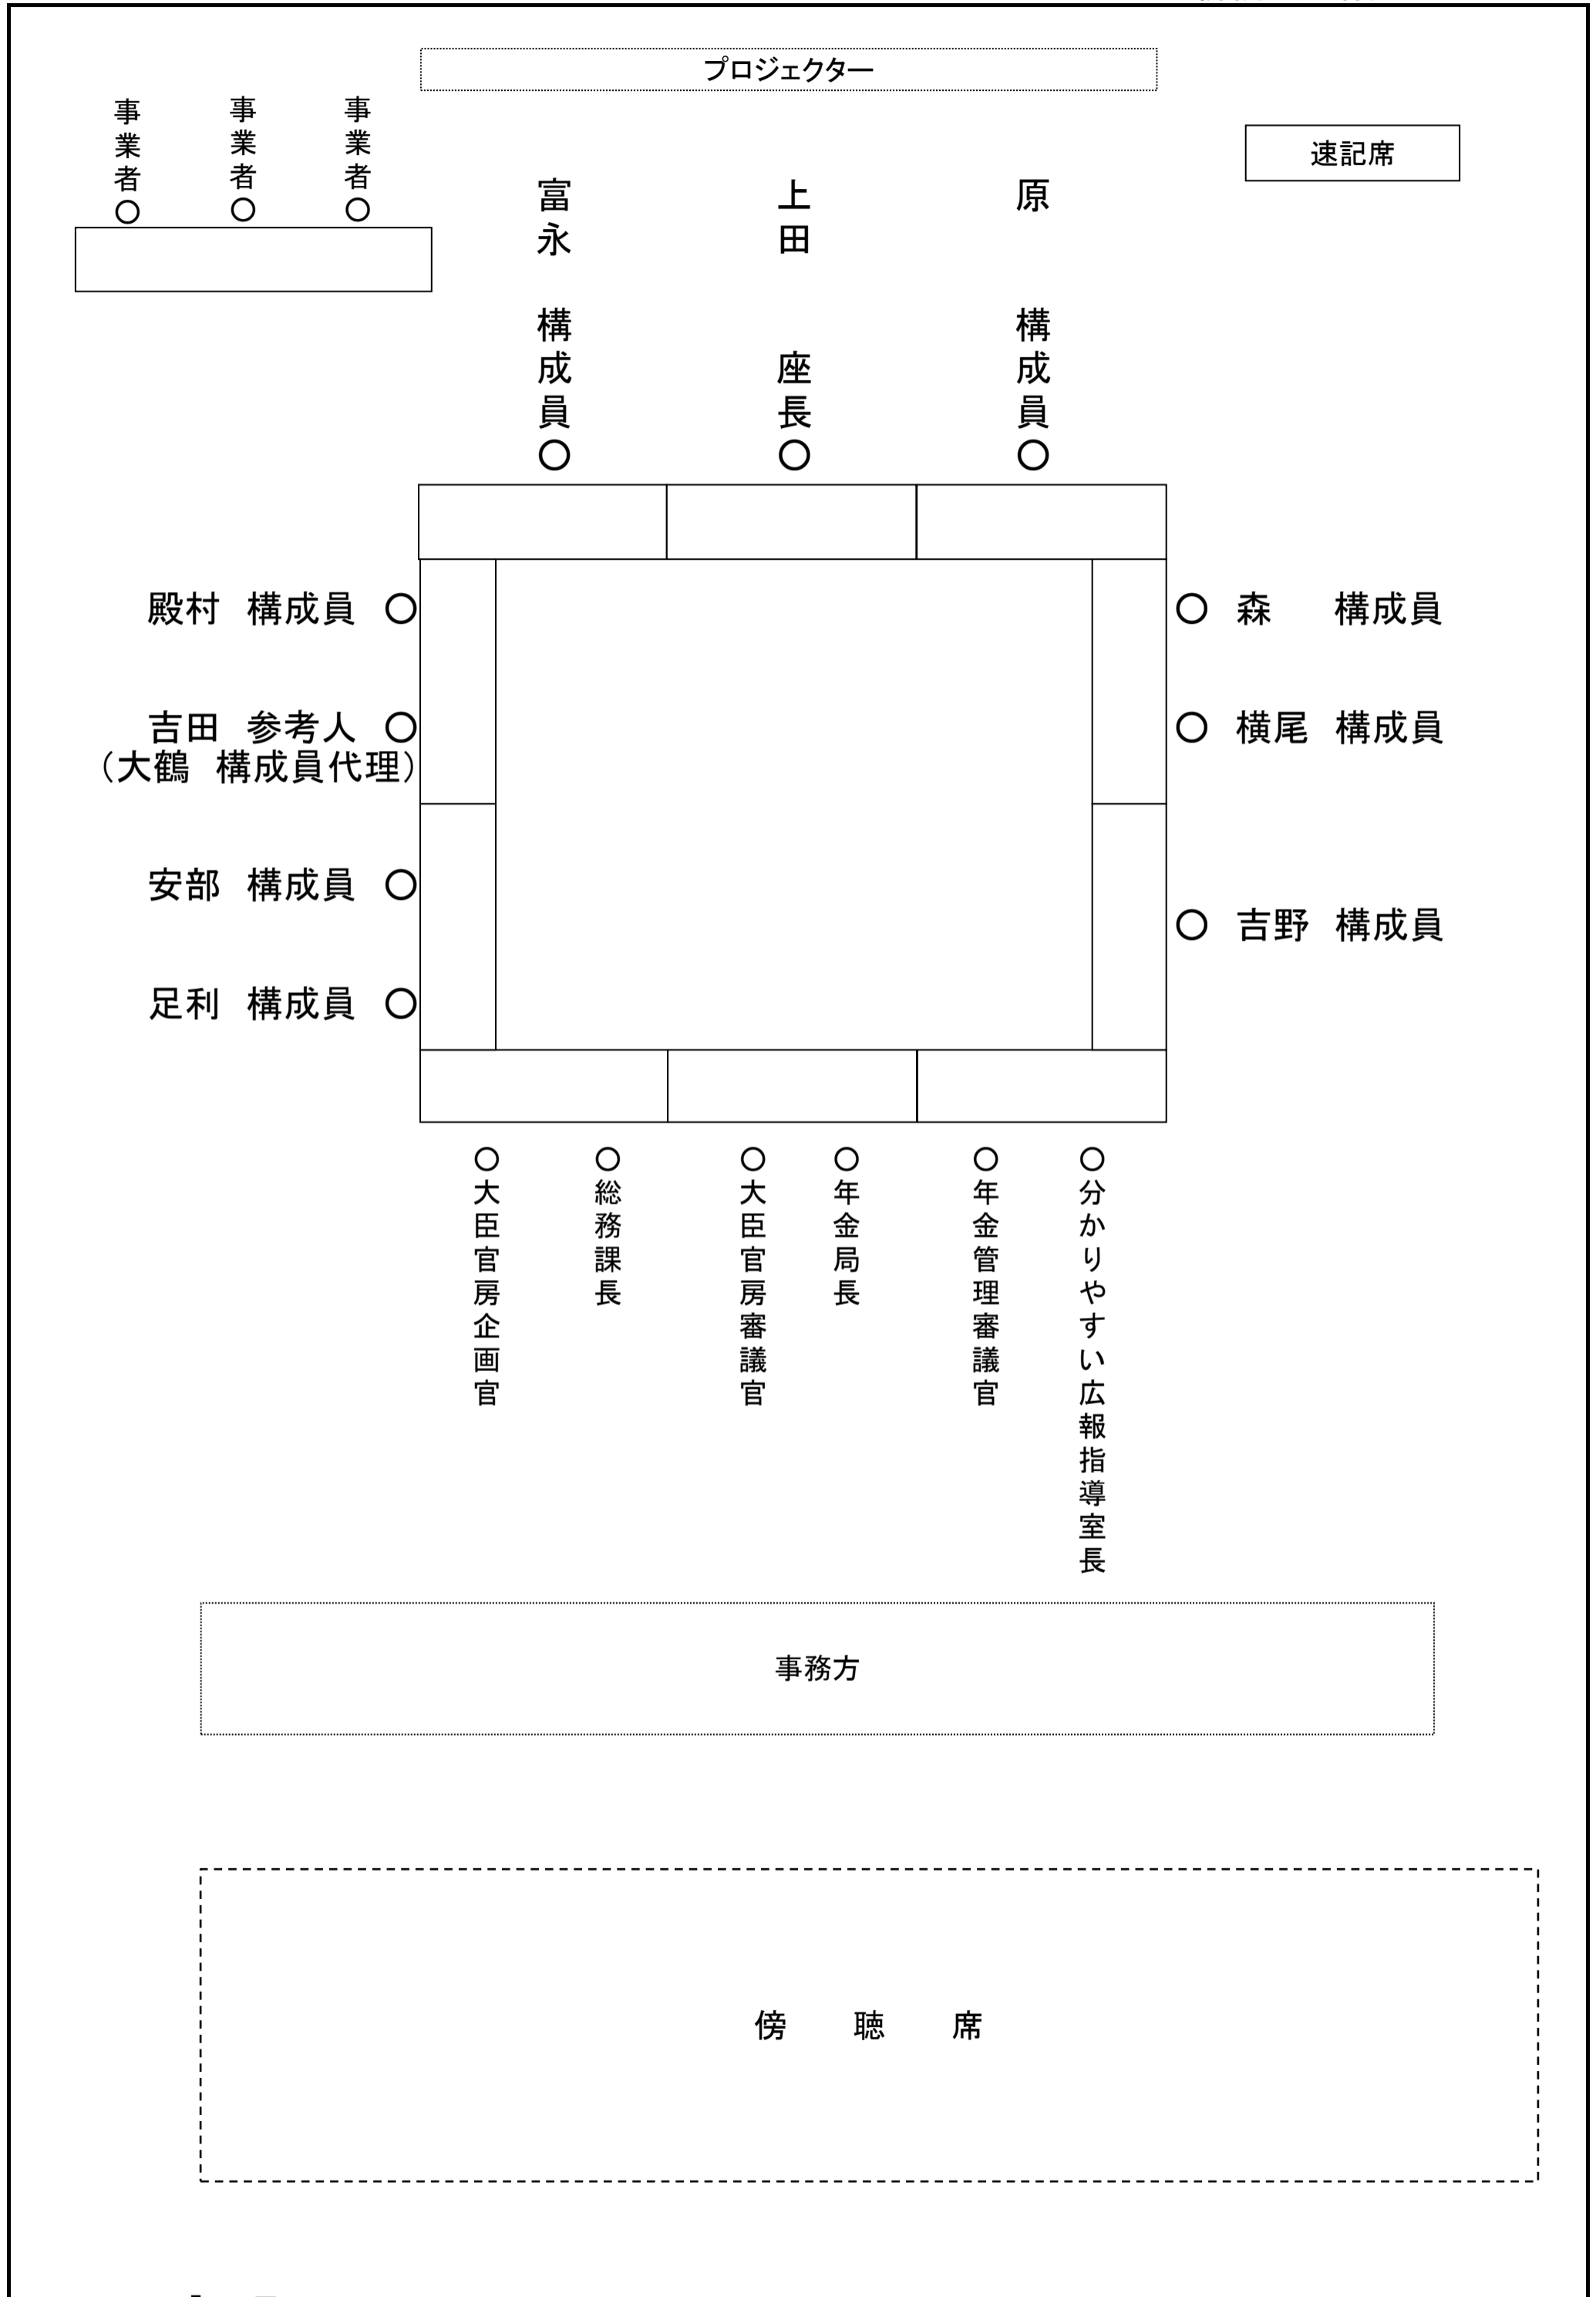 プロジェクター
事業者○
事業者○
事業者○
速記席
富永 構成員○
上田 座長○
原 構成員○
殿村 構成員 ○
○ 森 構成員
吉田 参考人 ○
（大鶴 構成員代理）
○ 横尾 構成員
安部 構成員 ○
○ 吉野 構成員
足利 構成員 ○
○大臣官房企画官
○総務課長
○大臣官房審議官
○年金局長
○年金管理審議官
○分かりやすい広報指導室長
事務方
傍 聴 席